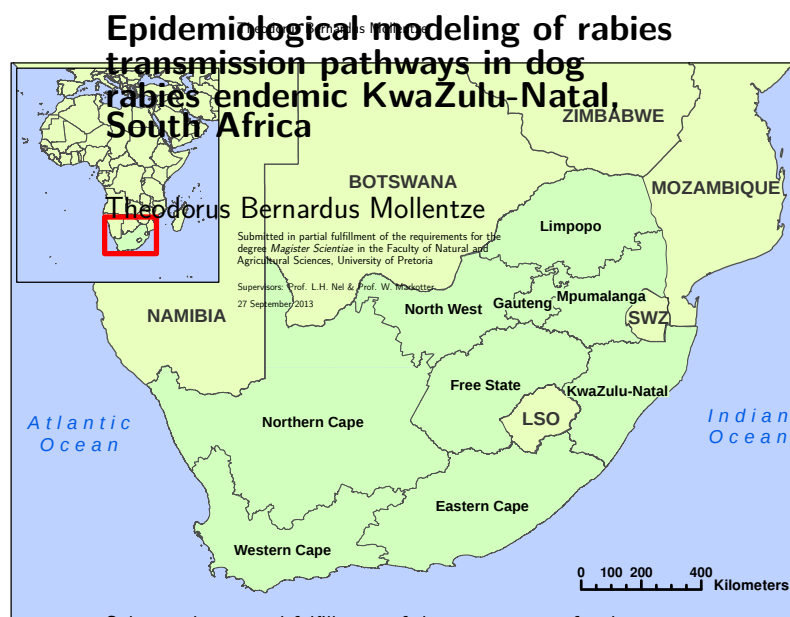 Theodorus Bernardus Mollentze
Epidemiological modeling of rabies
transmission pathways in dog
rabies endemic KwaZulu-Natal,
South Africa
Theodorus Bernardus Mollentze
Submitted in partial fulfillment of the requirements for the
degree Magister Scientiae in the Faculty of Natural and
Agricultural Sciences, University of Pretoria
Supervisors: Prof. L.H. Nel & Prof. W. Markotter
27 September 2013
ZIMBABWE
BOTSWANA
MOZAMBIQUE
Limpopo
NAMIBIA
North West
Gauteng
Mpumalanga
SWZ
Free State
KwaZulu-Natal
Northern Cape
LSO
Atlantic
Ocean
Indian
Ocean
Eastern Cape
Western Cape
0 100 200 400
Kilometers